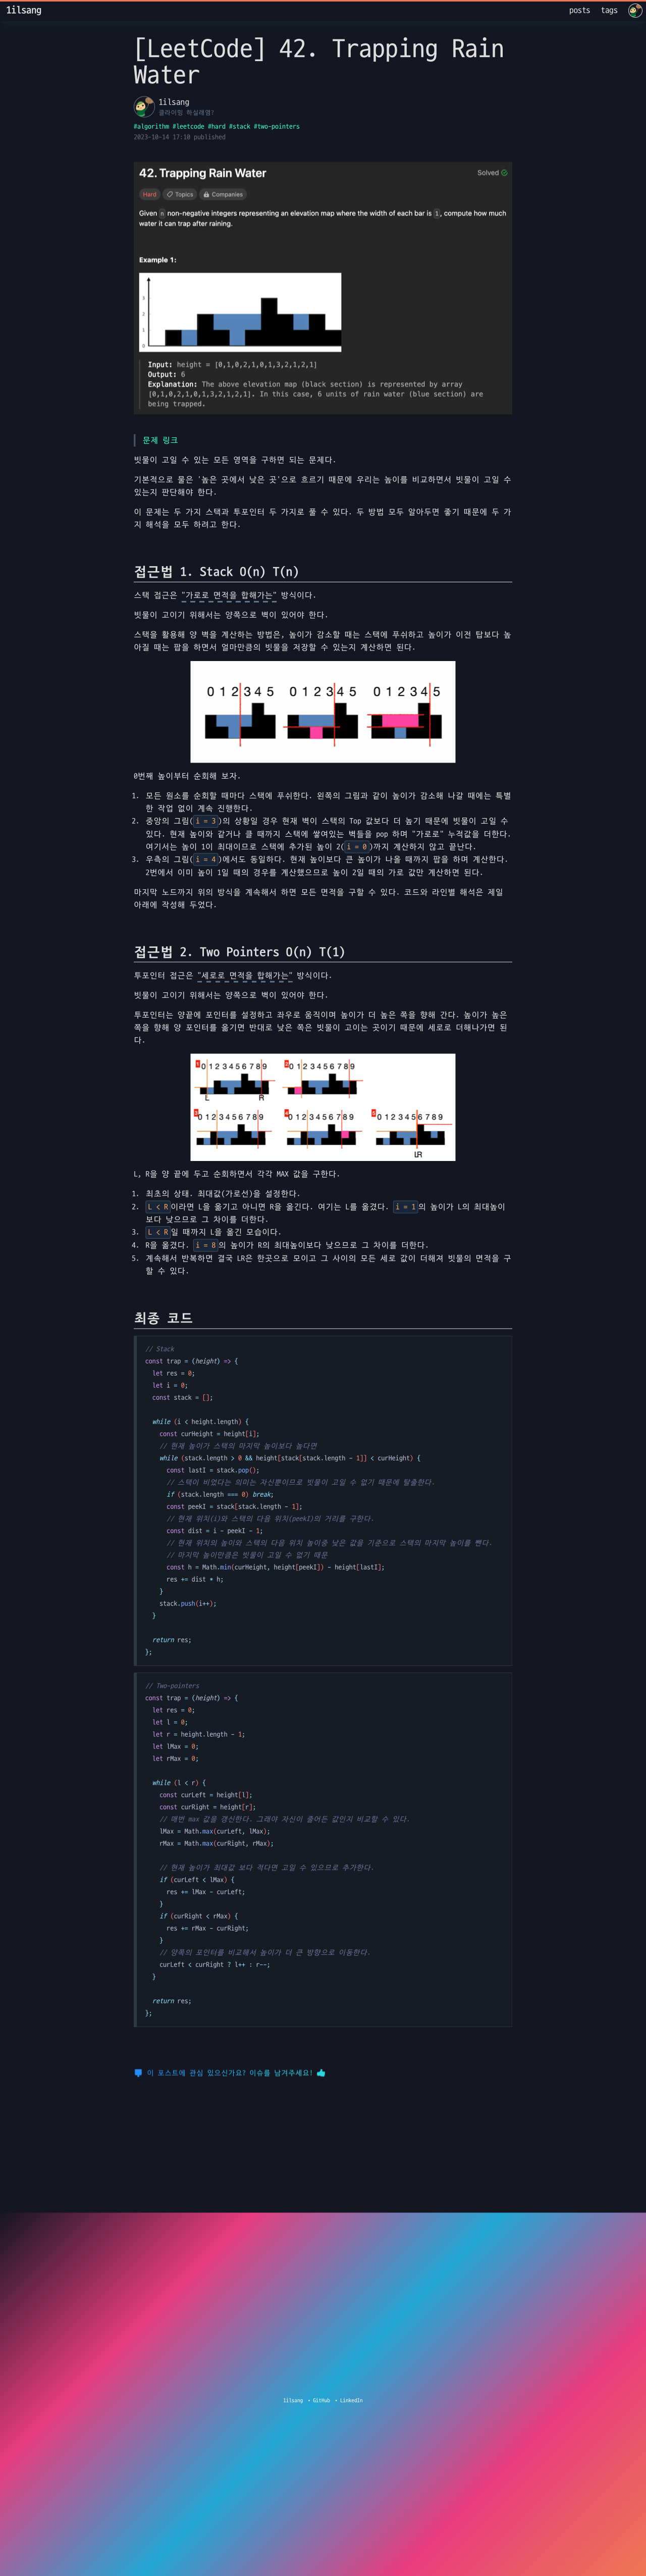 1ilsang
posts tags
[LeetCode] 42. Trapping Rain
Water
1ilsang
클라이밍 하실래염?
#algorithm #leetcode #hard #stack #two-pointers
2023-10-14 17:10 published
42. Trapping Rain Water
Solved
Hard Topics Companies
Given n non-negative integers representing an elevation map where the width of each bar is 1, compute how much
water it can trap after raining.
Example 1:
3
2
1
0
Input: height = [0,1,0,2,1,0,1,3,2,1,2,1]
Output: 6
Explanation: The above elevation map (black section) is represented by array
[0,1,0,2,1,0,1,3,2,1,2,1]. In this case, 6 units of rain water (blue section) are
being trapped.
문제 링크
빗물이 고일 수 있는 모든 영역을 구하면 되는 문제다.
기본적으로 물은 '높은 곳에서 낮은 곳'으로 흐르기 때문에 우리는 높이를 비교하면서 빗물이 고일 수
있는지 판단해야 한다.
이 문제는 두 가지 스택과 투포인터 두 가지로 풀 수 있다. 두 방법 모두 알아두면 좋기 때문에 두 가
지 해석을 모두 하려고 한다.
접근법 1. Stack O(n) T(n)
스택 접근은 "가로로 면적을 합해가는" 방식이다.
빗물이 고이기 위해서는 양쪽으로 벽이 있어야 한다.
스택을 활용해 양 벽을 계산하는 방법은, 높이가 감소할 때는 스택에 푸쉬하고 높이가 이전 탑보다 높
아질 때는 팝을 하면서 얼마만큼의 빗물을 저장할 수 있는지 계산하면 된다.
0 1 2 3 4 5 0 1 2 3 4 5 0 1 2 3 4 5
0번째 높이부터 순회해 보자.
1. 모든 원소를 순회할 때마다 스택에 푸쉬한다. 왼쪽의 그림과 같이 높이가 감소해 나갈 때에는 특별
한 작업 없이 계속 진행한다.
2. 중앙의 그림(i = 3)의 상황일 경우 현재 벽이 스택의 Top 값보다 더 높기 때문에 빗물이 고일 수
있다. 현재 높이와 같거나 클 때까지 스택에 쌓여있는 벽들을 pop 하며 "가로로" 누적값을 더한다.
여기서는 높이 1이 최대이므로 스택에 추가된 높이 2(i = 0)까지 계산하지 않고 끝난다.
3. 우측의 그림(i = 4)에서도 동일하다. 현재 높이보다 큰 높이가 나올 때까지 팝을 하며 계산한다.
2번에서 이미 높이 1일 때의 경우를 계산했으므로 높이 2일 때의 가로 값만 계산하면 된다.
마지막 노드까지 위의 방식을 계속해서 하면 모든 면적을 구할 수 있다. 코드와 라인별 해석은 제일
아래에 작성해 두었다.
접근법 2. Two Pointers O(n) T(1)
투포인터 접근은 "세로로 면적을 합해가는" 방식이다.
빗물이 고이기 위해서는 양쪽으로 벽이 있어야 한다.
투포인터는 양끝에 포인터를 설정하고 좌우로 움직이며 높이가 더 높은 쪽을 향해 간다. 높이가 높은
쪽을 향해 양 포인터를 옮기면 반대로 낮은 쪽은 빗물이 고이는 곳이기 때문에 세로로 더해나가면 된
다.
1 0 1 2 3 4 5 6 7 8 9 2 0 1 2 3 4 5 6 7 8 9
L R
3 0 1 2 3 4 5 6 7 8 9 4 0 1 2 3 4 5 6 7 8 9 5 0 1 2 3 4 5 6 7 8 9
LR
L, R을 양 끝에 두고 순회하면서 각각 MAX 값을 구한다.
1. 최초의 상태. 최대값(가로선)을 설정한다.
2. L < R이라면 L을 옮기고 아니면 R을 옮긴다. 여기는 L를 옮겼다. i = 1의 높이가 L의 최대높이
보다 낮으므로 그 차이를 더한다.
3. L < R일 때까지 L을 옮긴 모습이다.
4. R을 옮겼다. i = 8의 높이가 R의 최대높이보다 낮으므로 그 차이를 더한다.
5. 계속해서 반복하면 결국 LR은 한곳으로 모이고 그 사이의 모든 세로 값이 더해져 빗물의 면적을 구
할 수 있다.
최종 코드
// Stack
const trap = (height) => {
let res = 0;
let i = 0;
const stack = [];
while (i < height.length) {
const curHeight = height[i];
// 현재 높이가 스택의 마지막 높이보다 높다면
while (stack.length > 0 && height[stack[stack.length - 1]] < curHeight) {
const lastI = stack.pop();
// 스택이 비었다는 의미는 자신뿐이므로 빗물이 고일 수 없기 때문에 탈출한다.
if (stack.length === 0) break;
const peekI = stack[stack.length - 1];
// 현재 위치(i)와 스택의 다음 위치(peekI)의 거리를 구한다.
const dist = i - peekI - 1;
// 현재 위치의 높이와 스택의 다음 위치 높이중 낮은 값을 기준으로 스택의 마지막 높이를 뺀다.
// 마지막 높이만큼은 빗물이 고일 수 없기 때문
const h = Math.min(curHeight, height[peekI]) - height[lastI];
res += dist * h;
}
stack.push(i++);
}
return res;
};
// Two-pointers
const trap = (height) => {
let res = 0;
let l = 0;
let r = height.length - 1;
let lMax = 0;
let rMax = 0;
while (l < r) {
const curLeft = height[l];
const curRight = height[r];
// 매번 max 값을 갱신한다. 그래야 자신이 줄어든 값인지 비교할 수 있다.
lMax = Math.max(curLeft, lMax);
rMax = Math.max(curRight, rMax);
// 현재 높이가 최대값 보다 적다면 고일 수 있으므로 추가한다.
if (curLeft < lMax) {
res += lMax - curLeft;
}
if (curRight < rMax) {
res += rMax - curRight;
}
// 양쪽의 포인터를 비교해서 높이가 더 큰 방향으로 이동한다.
curLeft < curRight ? l++ : r--;
}
return res;
};
이 포스트에 관심 있으신가요? 이슈를 남겨주세요!
1ilsang • GitHub • LinkedIn